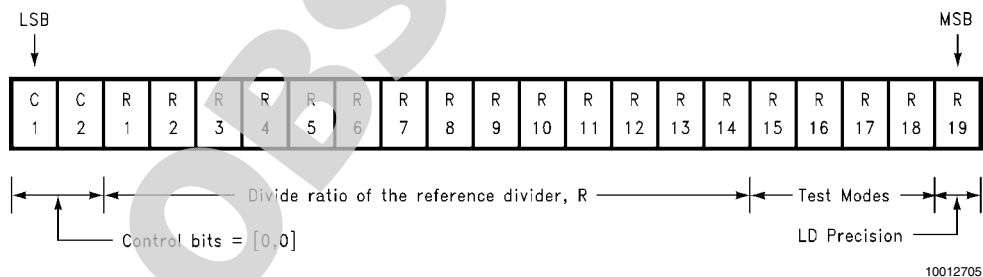 LSB MSB
C C R R R R R R R R R R R R R R R R R R R
1 2 1 2 3 4 5 6 7 8 9 10 11 12 13 14 15 16 17 18 19
Divide ratio of the reference divider, R Test Modes
Control bits = [0,0] LD Precision
10012705
OBS